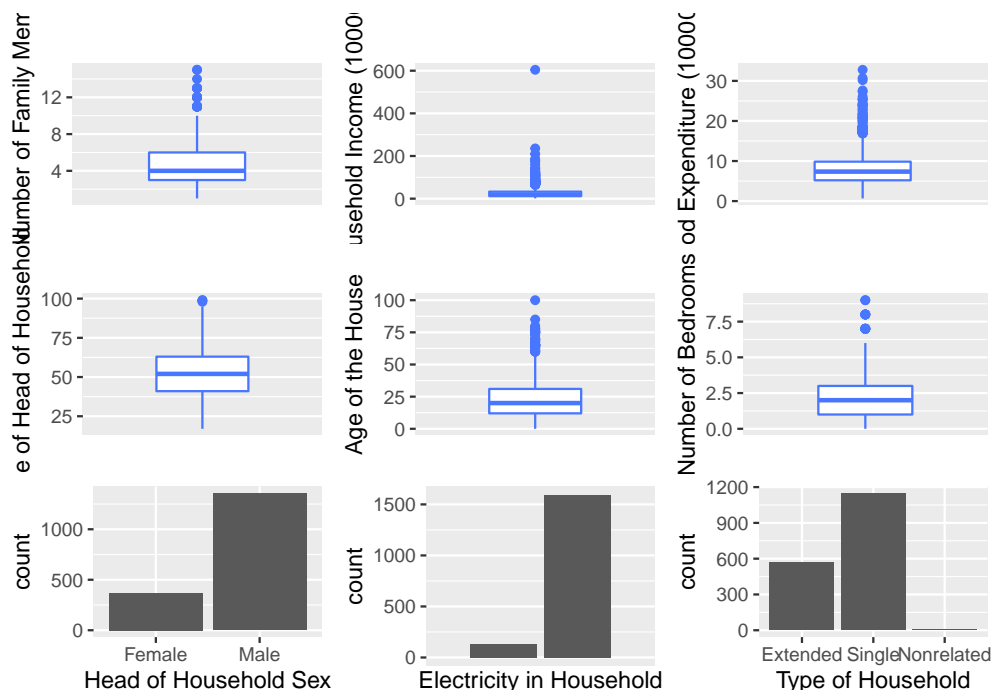 Number of Family Mem
12
8
4
usehold Income (10000
600
400
200
0
od Expenditure (10000
30
20
10
0
e of Head of Household
100
75
50
25
Age of the House
100
75
50
25
0
Number of Bedrooms
7.5
5.0
2.5
0.0
count
1000
500
0
Female Male
Head of Household Sex
count
1500
1000
500
0
Electricity in Household
count
1200
900
600
300
0
Extended Single Nonrelated
Type of Household